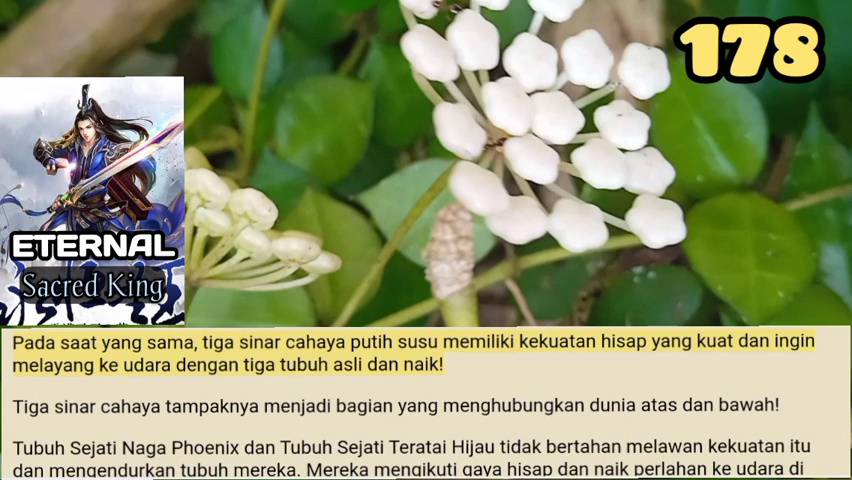 178
ETERNAL
Sacred King
Pada saat yang sama, tiga sinar cahaya putih susu memiliki kekuatan hisap yang kuat dan ingin
melayang ke udara dengan tiga tubuh asli dan naik!
Tiga sinar cahaya tampaknya menjadi bagian yang menghubungkan dunia atas dan bawah!
Tubuh Sejati Naga Phoenix dan Tubuh Sejati Teratai Hijau tidak bertahan melawan kekuatan itu
dan mengendurkan tubuh mereka. Mereka mengikuti gaya hisap dan naik perlahan ke udara di